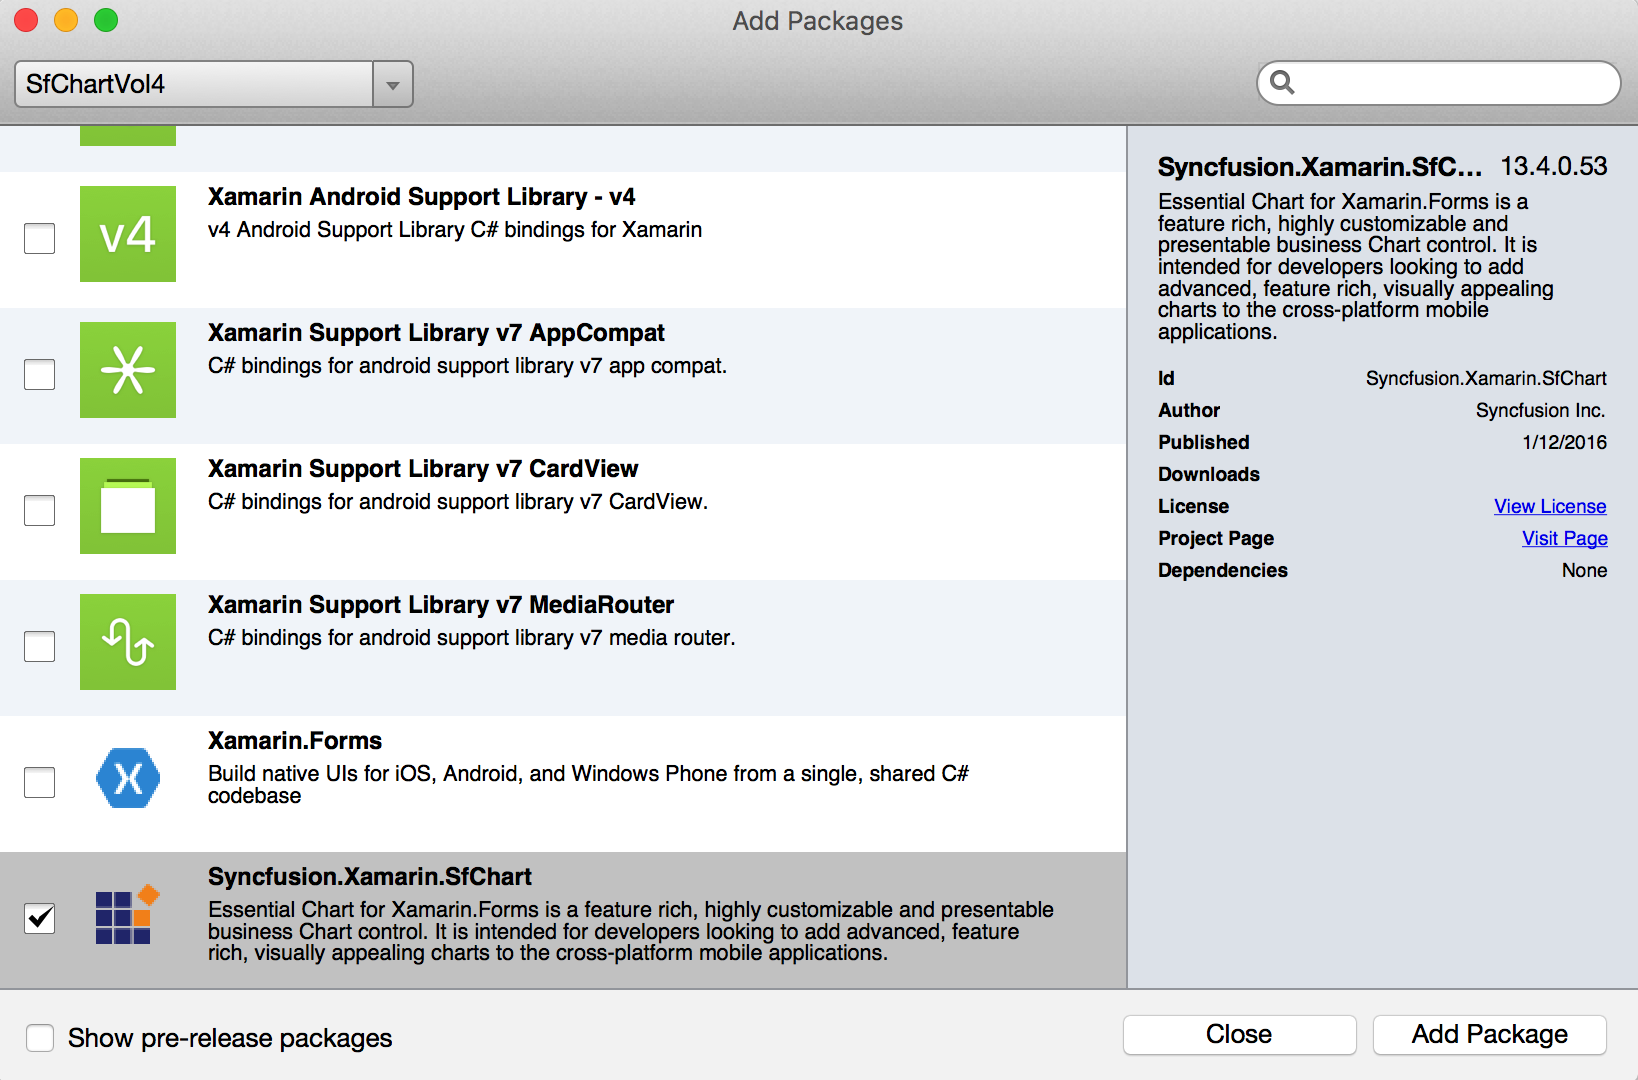 Add Packages
SfChartVol4
v4
Xamarin Android Support Library - v4
v4 Android Support Library C# bindings for Xamarin
Xamarin Support Library v7 AppCompat
C# bindings for android support library v7 app compat.
Xamarin Support Library v7 CardView
C# bindings for android support library v7 CardView.
Xamarin Support Library v7 MediaRouter
C# bindings for android support library v7 media router.
Xamarin.Forms
Build native UIs for iOS, Android, and Windows Phone from a single, shared C#
codebase
Syncfusion.Xamarin.SfChart
Essential Chart for Xamarin.Forms is a feature rich, highly customizable and presentable
business Chart control. It is intended for developers looking to add advanced, feature
rich, visually appealing charts to the cross-platform mobile applications.
Syncfusion.Xamarin.SfC... 13.4.0.53
Essential Chart for Xamarin.Forms is a
feature rich, highly customizable and
presentable business Chart control. It is
intended for developers looking to add
advanced, feature rich, visually appealing
charts to the cross-platform mobile
applications.
Id Syncfusion.Xamarin.SfChart
Author Syncfusion Inc.
Published 1/12/2016
Downloads
License View License
Project Page Visit Page
Dependencies None
Show pre-release packages
Close
Add Package